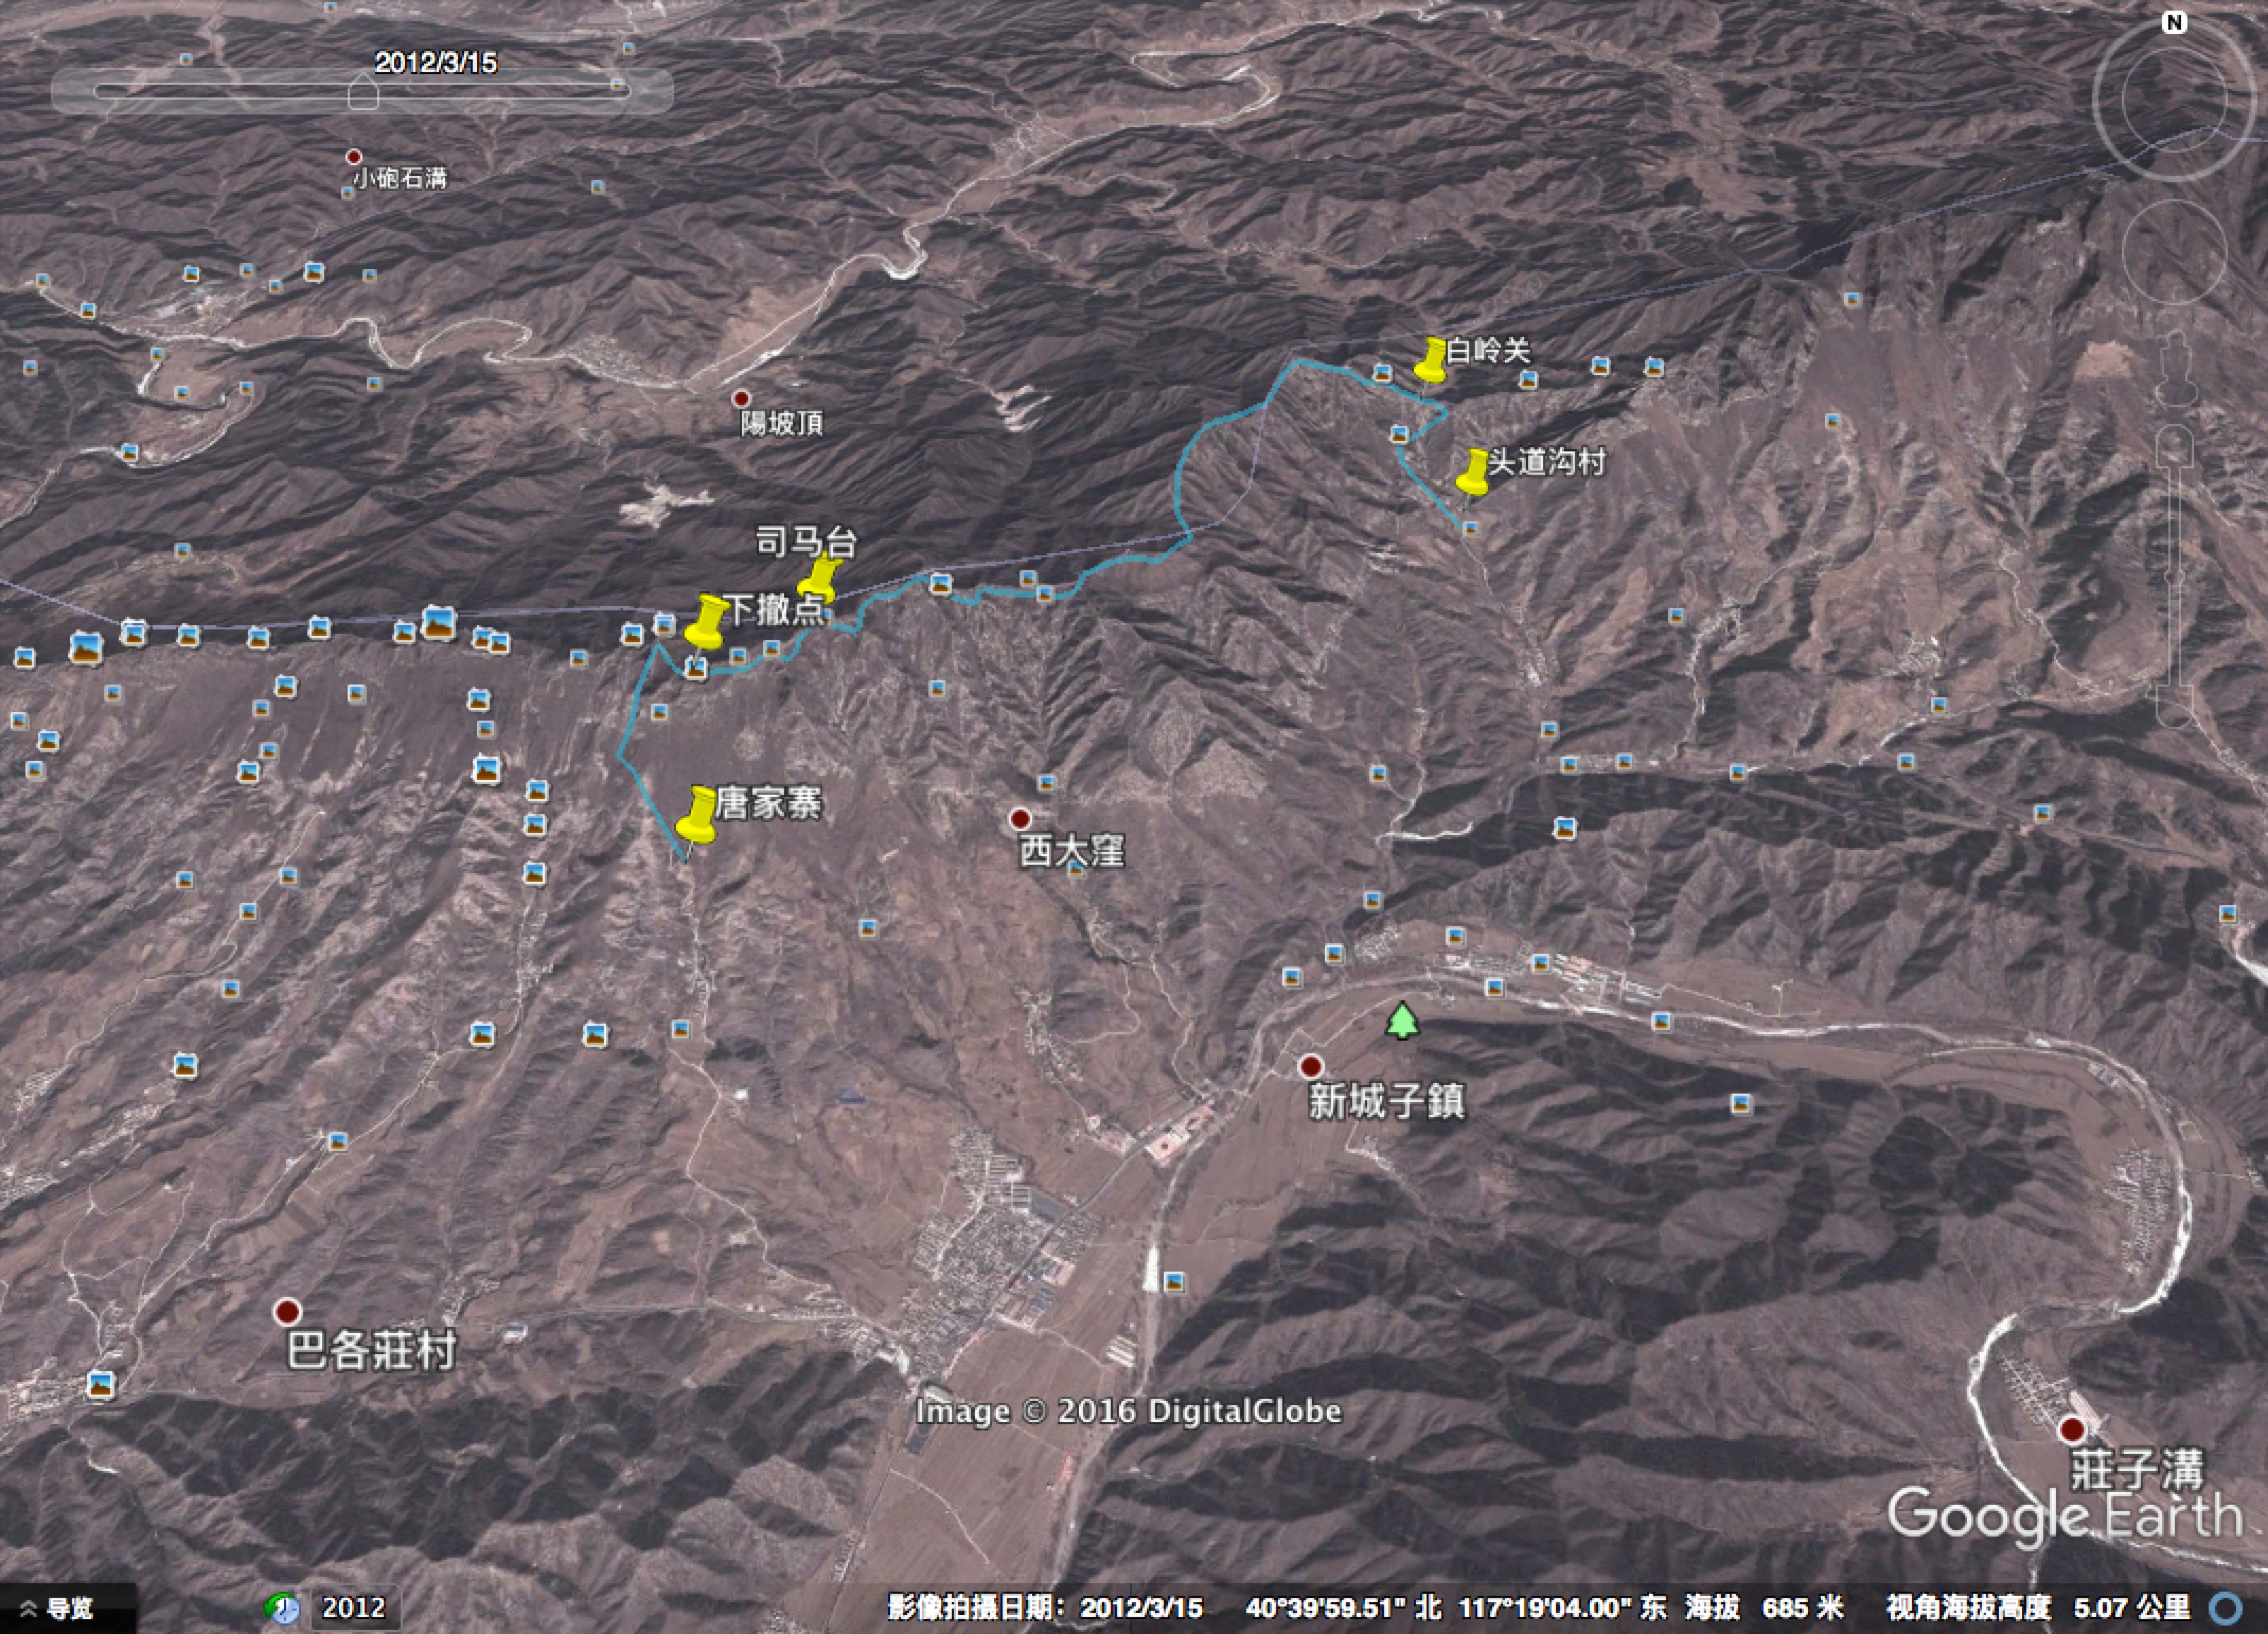 N
2012/3/15
小砲石溝
白岭关
陽坡頂
头道沟村
司马台
下撤点
唐家寨
西大窪
新城子鎮
巴各莊村
Image © 2016 DigitalGlobe
莊子溝
Google Earth
导览
2012
影像拍摄日期: 2012/3/15 40°39'59.51" 北 117°19'04.00" 东 海拔 685 米 视角海拔高度 5.07 公里